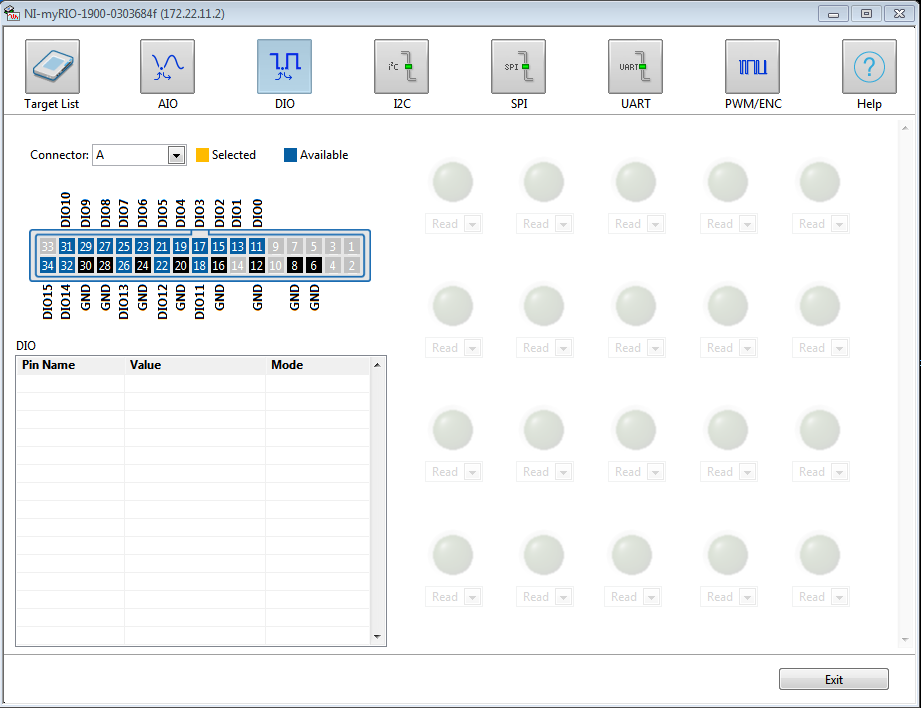 NI-myRIO-1900-0303684f (172.22.11.2)
I²C SPI UART ?
Target List AIO DIO I2C SPI UART PWM/ENC Help
Connector: A Selected Available
DIO10 DIO9 DIO8 DIO7 DIO6 DIO5 DIO4 DIO3 DIO2 DIO1 DIO0
33 31 29 27 25 23 21 19 17 15 13 11 9 7 5 3 1
34 32 30 28 26 24 22 20 18 16 14 12 10 8 6 4 2
DIO15 DIO14 GND GND DIO13 GND DIO12 GND DIO11 GND GND GND GND
Read Read Read Read Read
Read Read Read Read Read
DIO
Pin Name Value Mode
Read Read Read Read Read
Read Read Read Read Read
Exit